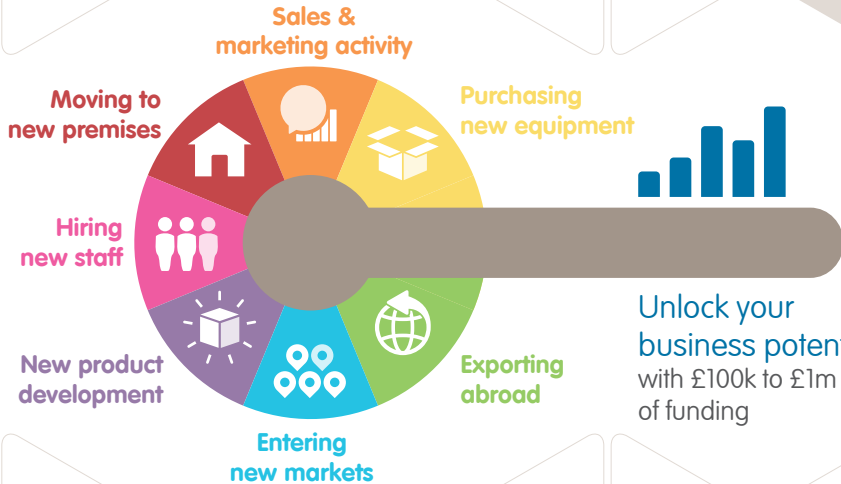 Sales &
marketing activity
Moving to
new premises
Purchasing
new equipment
Hiring
new staff
New product
development
Exporting
abroad
Entering
new markets
Unlock your
business poten
with £100k to £1m
of funding